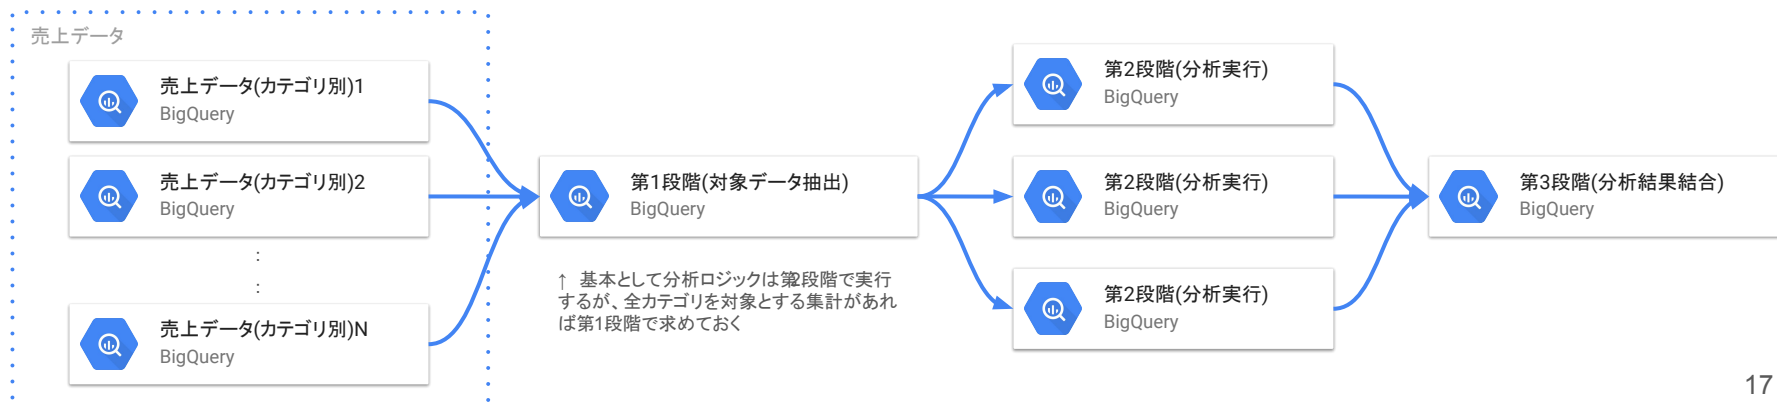 売上データ
売上データ(カテゴリ別)1
BigQuery
売上データ(カテゴリ別)2
BigQuery
:
:
売上データ(カテゴリ別)N
BigQuery
第1段階(対象データ抽出)
BigQuery
↑ 基本として分析ロジックは第2段階で実行
するが、全カテゴリを対象とする集計があれ
ば第1段階で求めておく
第2段階(分析実行)
BigQuery
第2段階(分析実行)
BigQuery
第2段階(分析実行)
BigQuery
第3段階(分析結果結合)
BigQuery
17